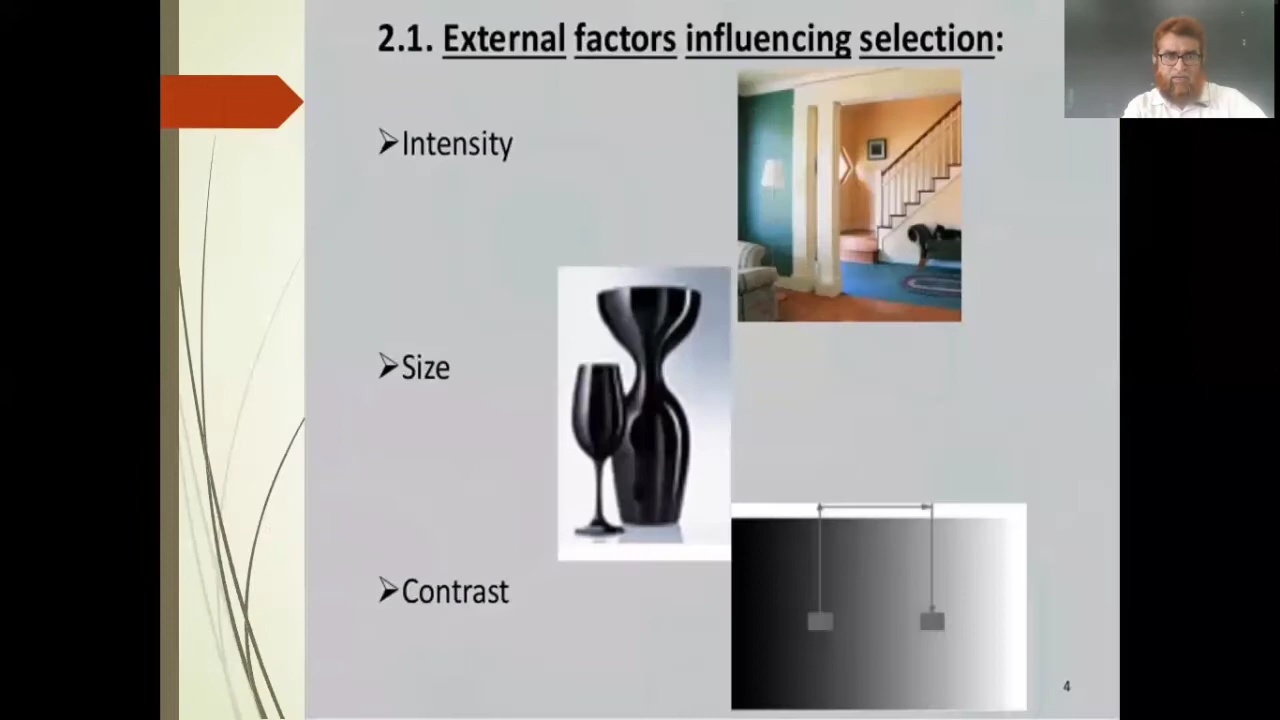 2.1. External factors influencing selection:
➢Intensity
➢Size
➢Contrast
4